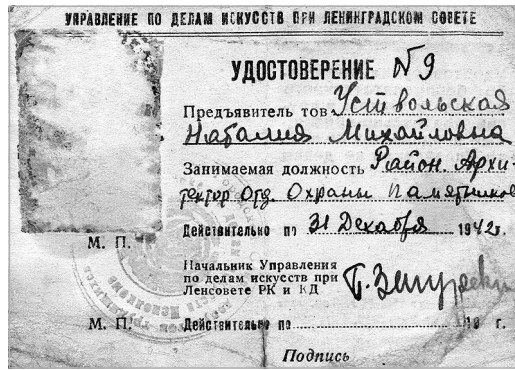 УПРАВЛЕНИЕ ПО ДЕЛАМ ИСКУССТВ ПРИ ЛЕНИНГРАДСКОМ СОВЕТЕ
УДОСТОВЕРЕНИЕ N 9
Предъявитель тов. Уствольская
Наталия Михайловна
Занимаемая должность Район. Архи-
тектор Отд. Охраны Памятников
Действительно по 31 Декабря 1942г.
М. П.
Начальник Управления
по делам искусств при
Ленсовете РК и КД
М. П.
Действительно по 19 г.
Подпись